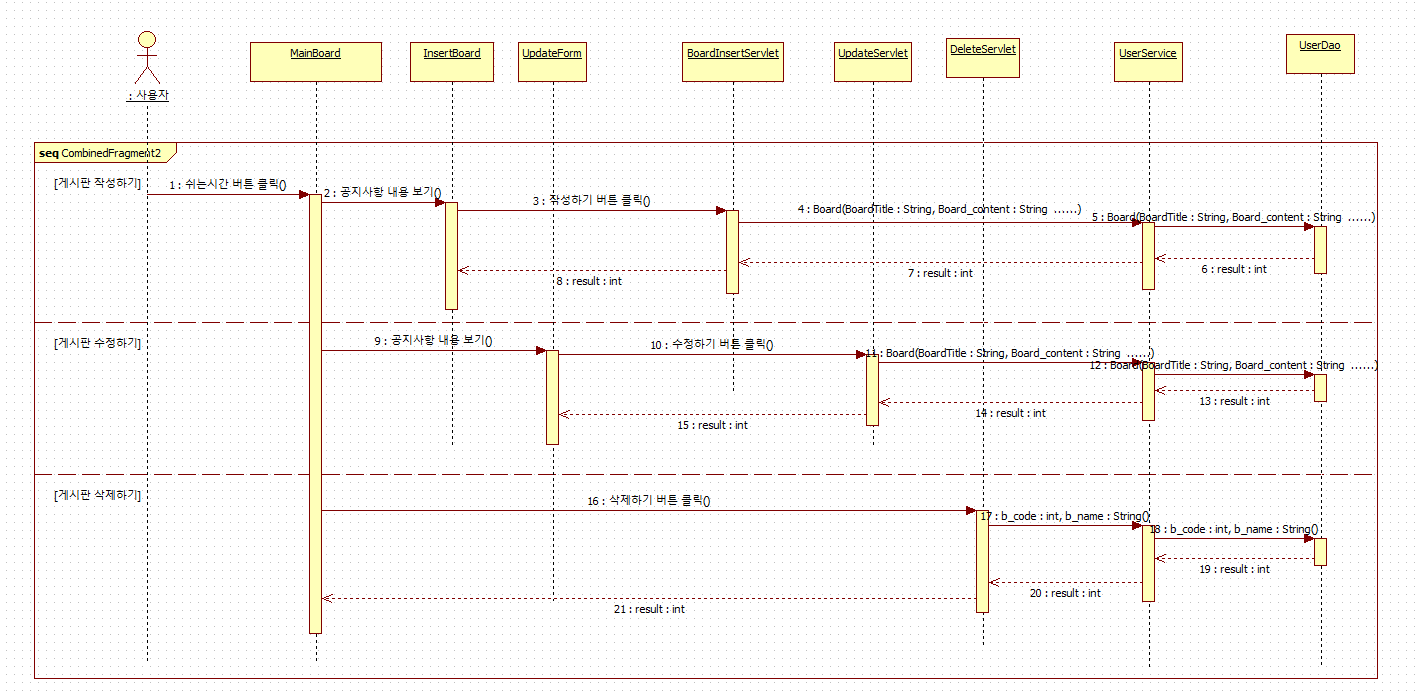 MainBoard
InsertBoard
UpdateForm
BoardInsertServlet
UpdateServlet
DeleteServlet
UserService
UserDao
: 사용자
seq CombinedFragment2
[게시판 작성하기]
1 : 쉬는시간 버튼 클릭()
2 : 공지사항 내용 보기()
3 : 작성하기 버튼 클릭()
4 : Board(BoardTitle : String, Board_content : String ......)
5 : Board(BoardTitle : String, Board_content : String ......)
6 : result : int
7 : result : int
8 : result : int
[게시판 수정하기]
9 : 공지사항 내용 보기()
10 : 수정하기 버튼 클릭()
11 : Board(BoardTitle : String, Board_content : String ......)
12 : Board(BoardTitle : String, Board_content : String ......)
13 : result : int
14 : result : int
15 : result : int
[게시판 삭제하기]
16 : 삭제하기 버튼 클릭()
17 : b_code : int, b_name : String()
18 : b_code : int, b_name : String()
19 : result : int
20 : result : int
21 : result : int